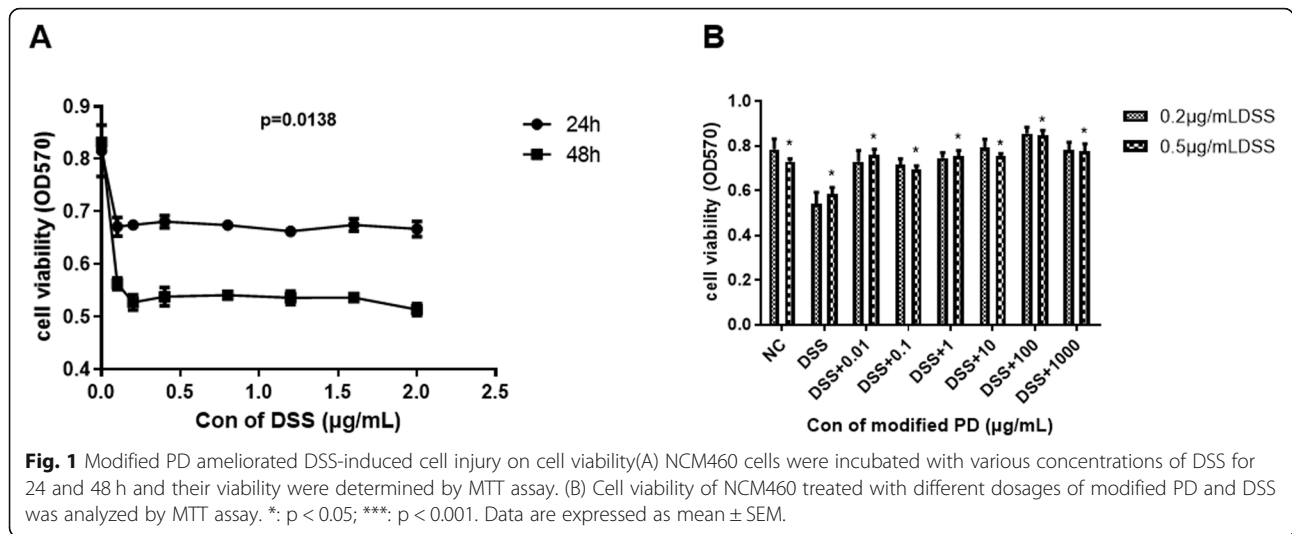 A
p=0.0138
24h
48h
cell viability (OD570)
0.9
0.8
0.7
0.6
0.5
0.4
0.0 0.5 1.0 1.5 2.0 2.5
Con of DSS (µg/mL)
B
0.2µg/mLDSS
0.5µg/mLDSS
cell viability (OD570)
1.0
0.8
0.6
0.4
0.2
0.0
* * * * * * * *
NC DSS DSS+0.01 DSS+0.1 DSS+1 DSS+10 DSS+100 DSS+1000
Con of modified PD (µg/mL)
Fig. 1 Modified PD ameliorated DSS-induced cell injury on cell viability(A) NCM460 cells were incubated with various concentrations of DSS for
24 and 48 h and their viability were determined by MTT assay. (B) Cell viability of NCM460 treated with different dosages of modified PD and DSS
was analyzed by MTT assay. *: p < 0.05; ***: p < 0.001. Data are expressed as mean ± SEM.